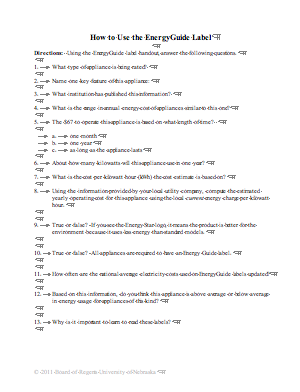 How to Use the EnergyGuide Label
Directions: Using the EnergyGuide label handout answer the following questions.
1. What type of appliance is being rated?
2. Name one key feature of this appliance:
3. What institution has published this information?
4. What is the range in annual energy cost of appliances similar to this one?
5. The $67 to operate this appliance is based on what length of time?
a. one month
b. one year
c. as long as the appliance lasts
6. About how many kilowatts will this appliance use in one year?
7. What is the cost per kilowatt-hour (kWh) this cost estimate is based on?
8. Using the information provided by your local utility company, compute the estimated
yearly operating cost for this appliance using the local current energy charge per kilowatt-
hour.
9. True or false? If you see the Energy Star logo, it means the product is better for the
environment because it uses less energy than standard models.
10. True or false? All appliances are required to have an Energy Guide label.
11. How often are the national average electricity costs used on EnergyGuide labels updated
12. Based on this information, do you think this appliance is above average or below average
in energy usage for appliances of this kind?
13. Why is it important to learn to read these labels?
© 2011 Board of Regents University of Nebraska